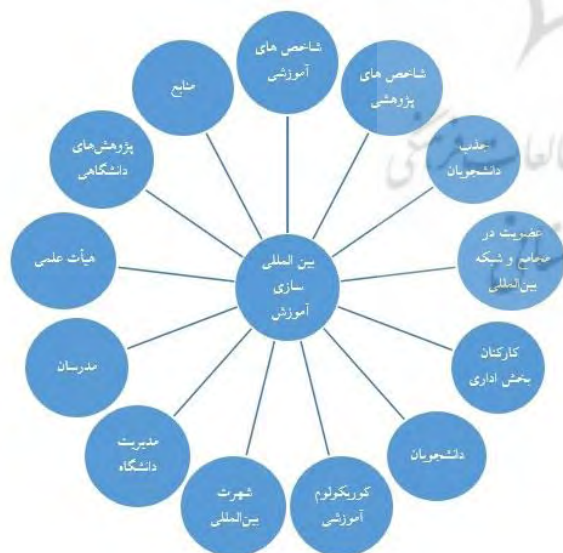 شاخص های
آموزشی
شاخص های
پژوهشی
جذب
دانشجویان
عضویت در
مجامع و شبکه
بین‌المللی
کارکنان
بخش اداری
دانشجویان
کوریکولوم
آموزشی
شهرت
بین‌المللی
مدیریت
دانشگاه
مدرسان
هیأت علمی
پژوهش‌های
دانشگاهی
منابع
بین المللی
سازی
آموزش